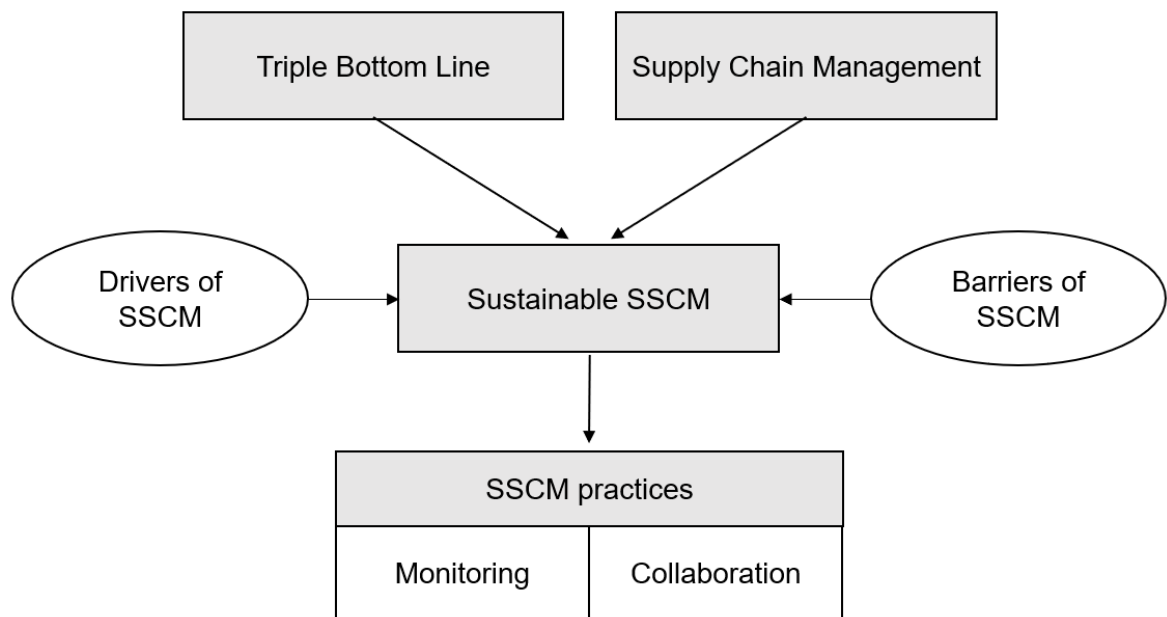 Triple Bottom Line
Supply Chain Management
Drivers of
SSCM
Sustainable SSCM
Barriers of
SSCM
SSCM practices
Monitoring
Collaboration